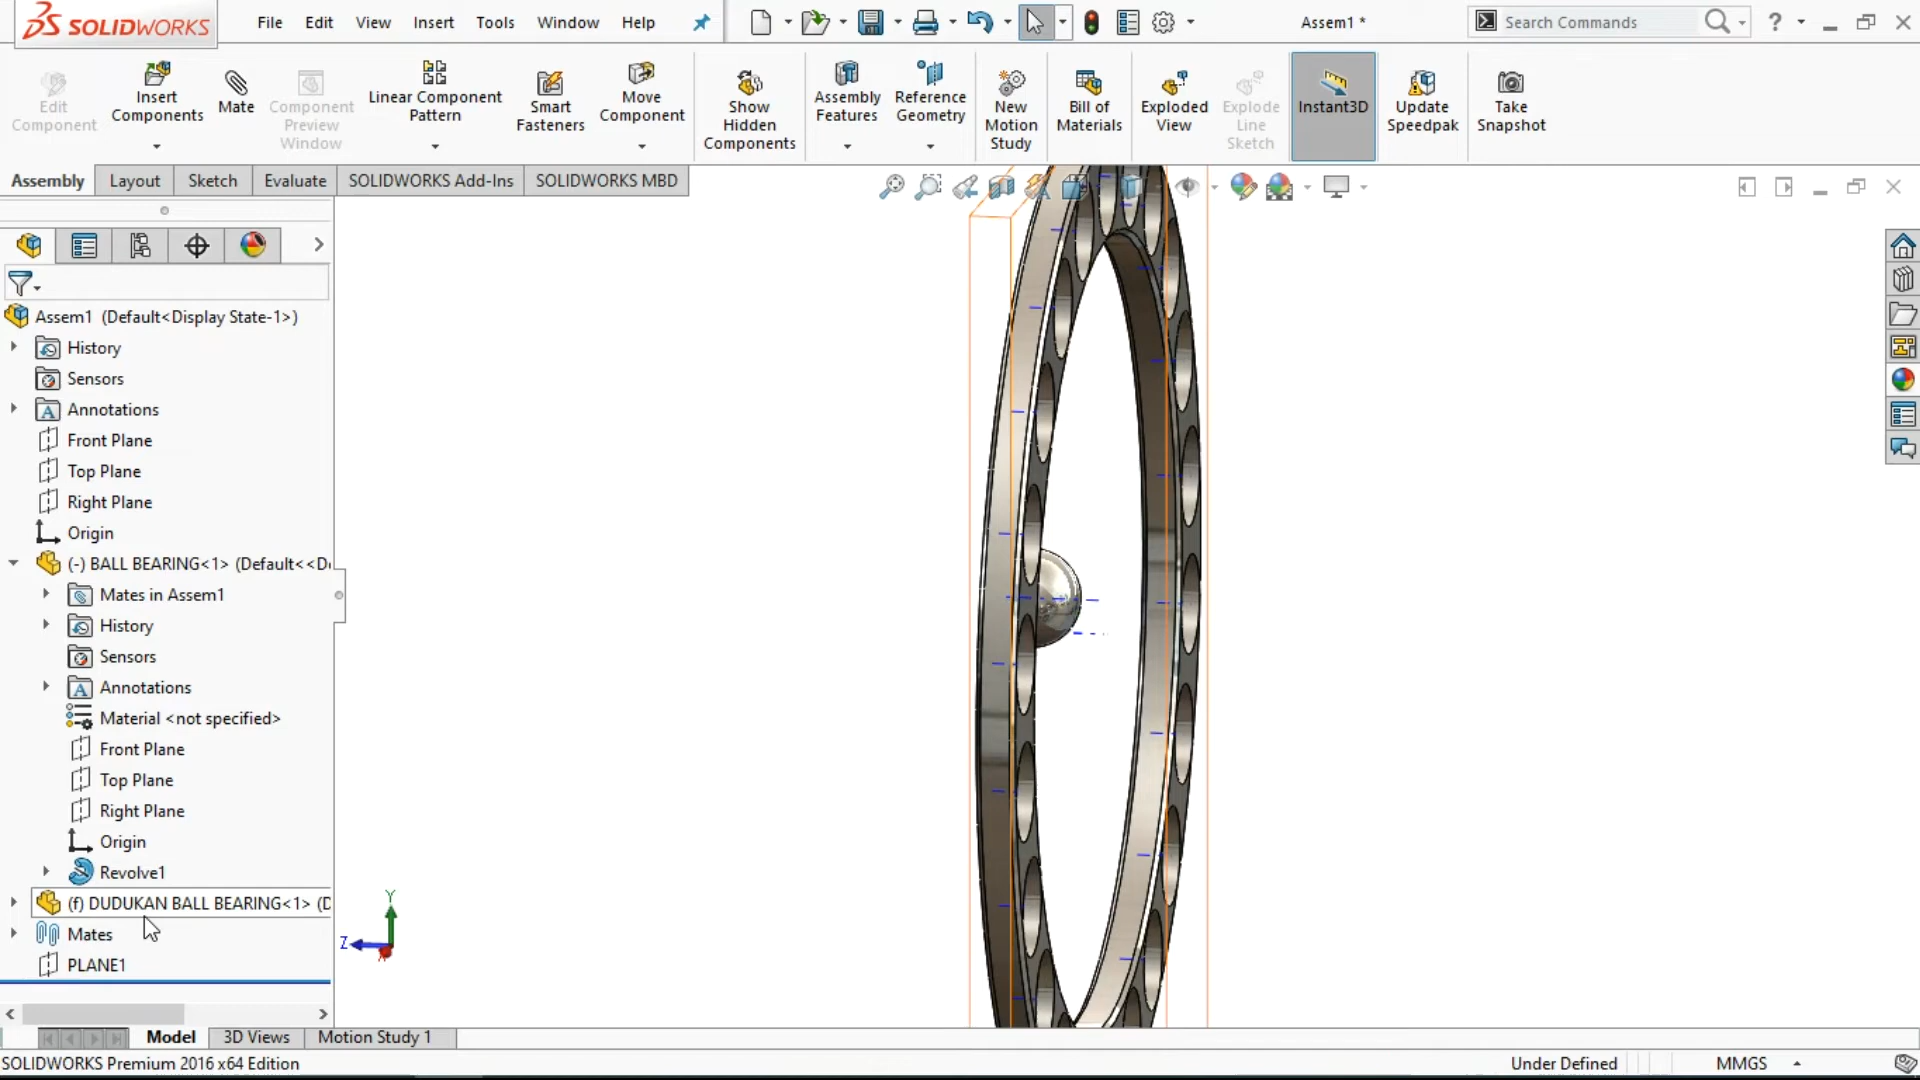 SOLIDWORKS
File Edit View Insert Tools Window Help
Assem1 *
Search Commands
Edit Component
Insert Components
Mate
Component Preview Window
Linear Component Pattern
Smart Fasteners
Move Component
Show Hidden Components
Assembly Features
Reference Geometry
New Motion Study
Bill of Materials
Exploded View
Explode Line Sketch
Instant3D
Update Speedpak
Take Snapshot
Assembly Layout Sketch Evaluate SOLIDWORKS Add-Ins SOLIDWORKS MBD
Assem1 (Default<Display State-1>)
History
Sensors
Annotations
Front Plane
Top Plane
Right Plane
Origin
(-) BALL BEARING<1> (Default<<D
Mates in Assem1
History
Sensors
Annotations
Material <not specified>
Front Plane
Top Plane
Right Plane
Origin
Revolve1
(f) DUDUKAN BALL BEARING<1> (D
Mates
PLANE1
Y
Z
Model 3D Views Motion Study 1
SOLIDWORKS Premium 2016 x64 Edition
Under Defined
MMGS